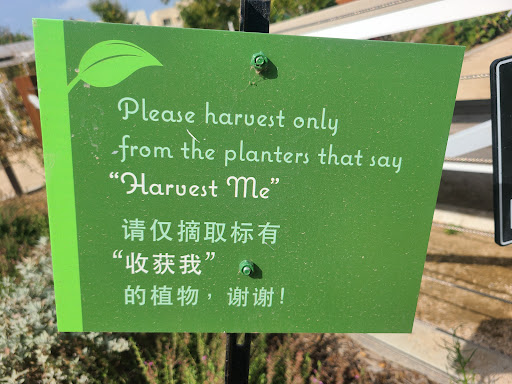 Please harvest only
from the planters that say
“Harvest Me”
请仅摘取标有
“收获我”
的植物，谢谢！